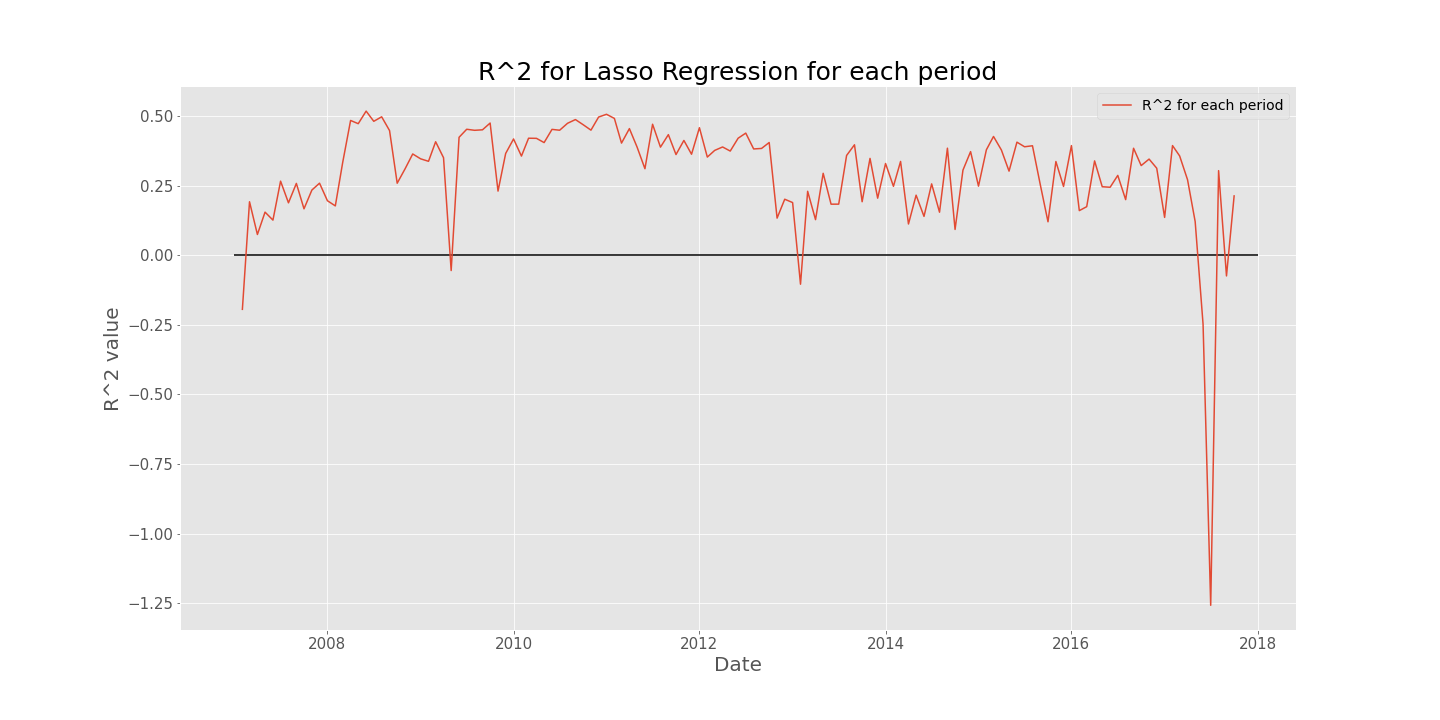 R^2 for Lasso Regression for each period
R^2 for each period
0.50
0.25
0.00
−0.25
−0.50
−0.75
−1.00
−1.25
R^2 value
2008 2010 2012 2014 2016 2018
Date